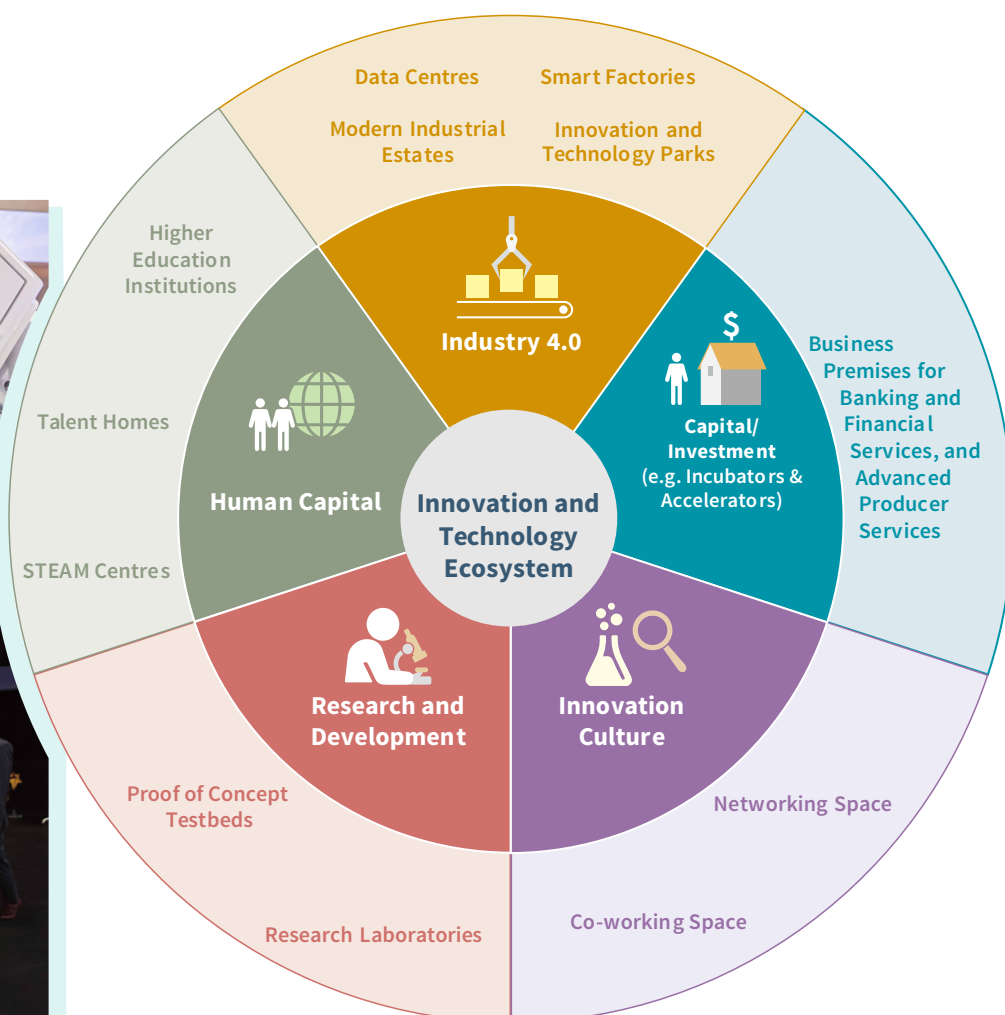 Data Centres
Smart Factories
Modern Industrial
Estates
Innovation and
Technology Parks
Higher
Education
Institutions
Talent Homes
STEAM Centres
Industry 4.0
$
Capital/
Investment
(e.g. Incubators &
Accelerators)
Business
Premises for
Banking and
Financial
Services, and
Advanced
Producer
Services
Human Capital
Innovation and
Technology
Ecosystem
Research and
Development
Innovation
Culture
Proof of Concept
Testbeds
Research Laboratories
Networking Space
Co-working Space